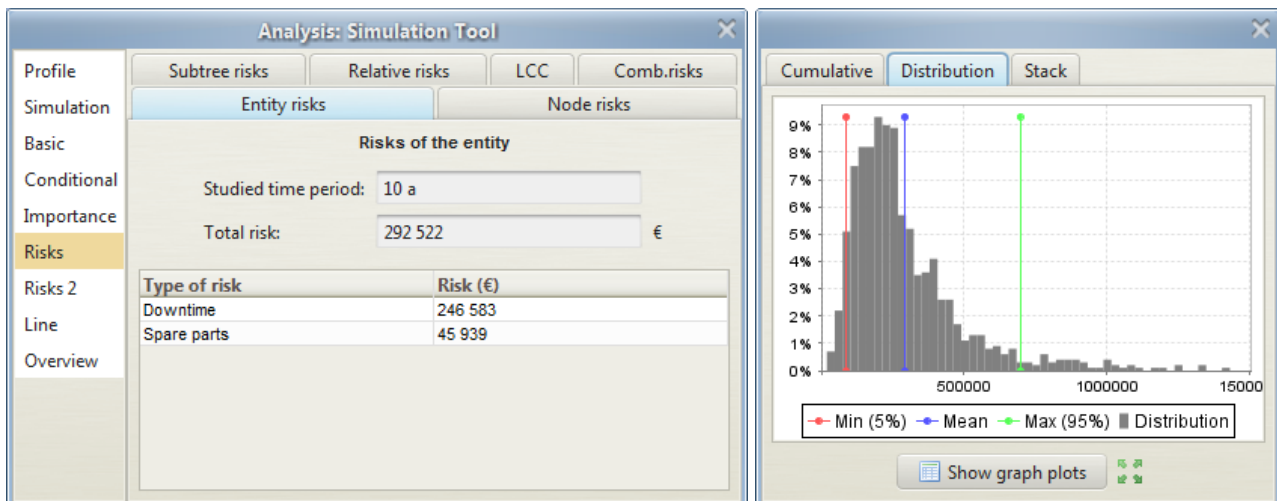 Analysis: Simulation Tool
Profile
Simulation
Basic
Conditional
Importance
Risks
Risks 2
Line
Overview
Subtree risks Relative risks LCC Comb.risks
Entity risks Node risks
Risks of the entity
Studied time period: 10 a
Total risk: 292 522 €
Type of risk Risk (€)
Downtime 246 583
Spare parts 45 939
Cumulative Distribution Stack
9%
8%
7%
6%
5%
4%
3%
2%
1%
0%
500000 1000000 15000
Min (5%) Mean Max (95%) Distribution
Show graph plots